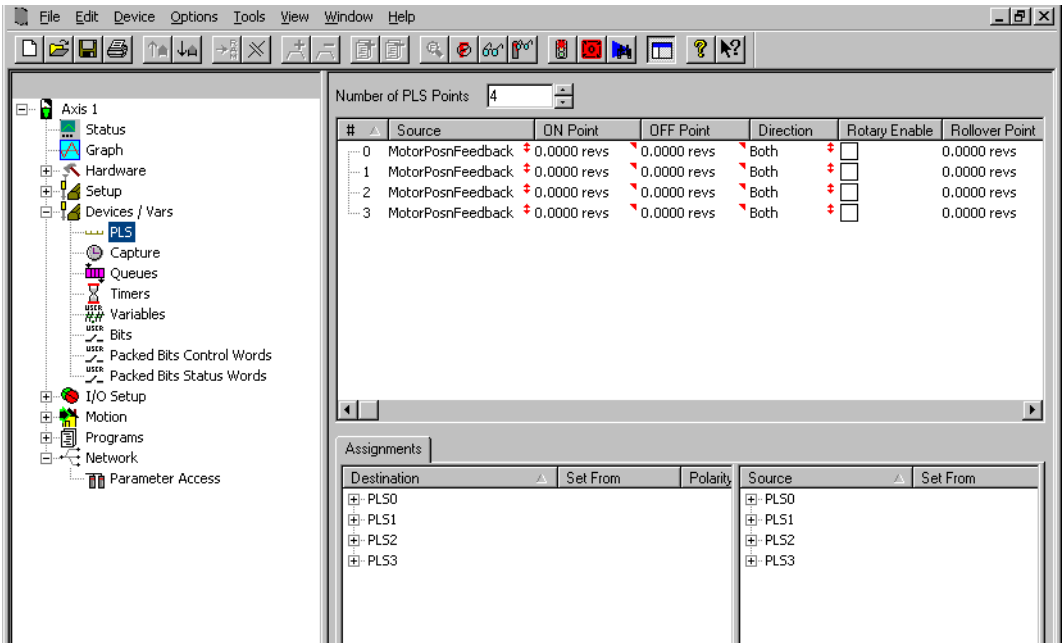 File Edit Device Options Tools View Window Help
Number of PLS Points 4
# Source ON Point OFF Point Direction Rotary Enable Rollover Point
0 MotorPosnFeedback 0.0000 revs 0.0000 revs Both 0.0000 revs
1 MotorPosnFeedback 0.0000 revs 0.0000 revs Both 0.0000 revs
2 MotorPosnFeedback 0.0000 revs 0.0000 revs Both 0.0000 revs
3 MotorPosnFeedback 0.0000 revs 0.0000 revs Both 0.0000 revs
Axis 1
Status
Graph
Hardware
Setup
Devices / Vars
PLS
Capture
Queues
Timers
USER ## Variables
USER Bits
USER Packed Bits Control Words
USER Packed Bits Status Words
I/O Setup
Motion
Programs
Network
Parameter Access
Assignments
Destination Set From Polarity
PLS0
PLS1
PLS2
PLS3
Source Set From
PLS0
PLS1
PLS2
PLS3